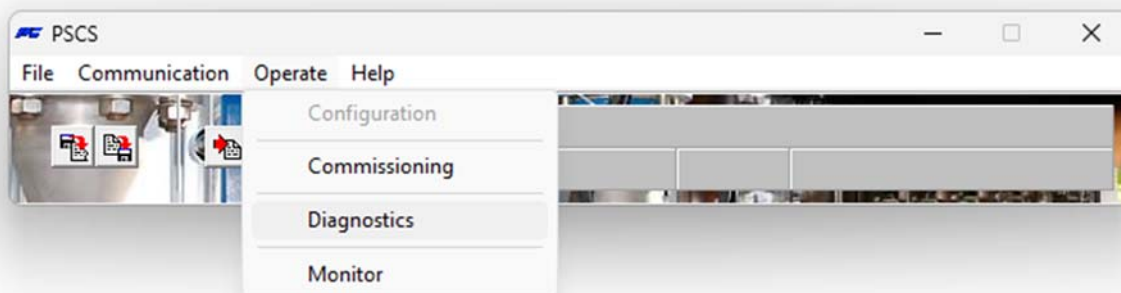 PSCS
File Communication Operate Help
Configuration
Commissioning
Diagnostics
Monitor